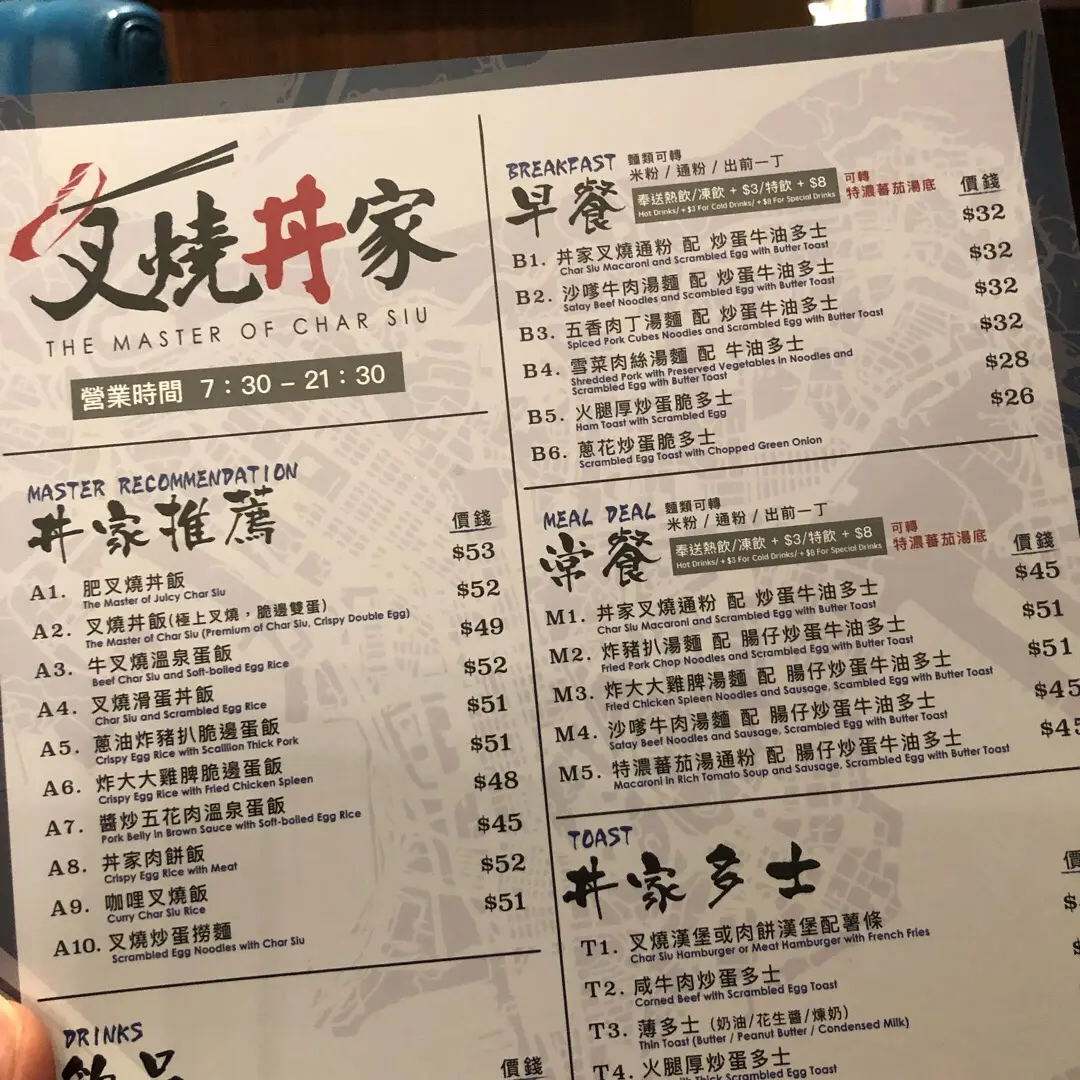 叉燒丼家
THE MASTER OF CHAR SIU
營業時間 7:30 – 21:30
MASTER RECOMMENDATION
丼家推薦
價錢
A1. 肥叉燒丼飯 $53
The Master of Juicy Char Siu
A2. 叉燒丼飯(極上叉燒，脆邊雙蛋) $52
The Master of Char Siu (Premium of Char Siu, Crispy Double Egg)
A3. 牛叉燒溫泉蛋飯 $49
Beef Char Siu and Soft-boiled Egg Rice
A4. 叉燒滑蛋丼飯 $52
Char Siu and Scrambled Egg Rice
A5. 蔥油炸豬扒脆邊蛋飯 $51
Crispy Egg Rice with Scallion Thick Pork
A6. 炸大大雞脾脆邊蛋飯 $51
Crispy Egg Rice with Fried Chicken Spleen
A7. 醬炒五花肉溫泉蛋飯 $48
Pork Belly in Brown Sauce with Soft-boiled Egg Rice
A8. 丼家肉餅飯 $45
Crispy Egg Rice with Meat
A9. 咖哩叉燒飯 $52
Curry Char Siu Rice
A10. 叉燒炒蛋撈麵 $51
Scrambled Egg Noodles with Char Siu
DRINKS
飲品
價錢
BREAKFAST
早餐
麵類可轉
米粉 / 通粉 / 出前一丁
奉送熱飲/凍飲 + $3/特飲 + $8
Hot Drinks/ + $3 For Cold Drinks/ + $8 For Special Drinks
可轉
特濃蕃茄湯底
價錢
B1. 丼家叉燒通粉 配 炒蛋牛油多士 $32
Char Siu Macaroni and Scrambled Egg with Butter Toast
B2. 沙嗲牛肉湯麵 配 炒蛋牛油多士 $32
Satay Beef Noodles and Scambled Egg with Butter Toast
B3. 五香肉丁湯麵 配 炒蛋牛油多士 $32
Spiced Pork Cubes Noodles and Scrambled Egg with Butter Toast
B4. 雪菜肉絲湯麵 配 牛油多士 $32
Shredded Pork with Preserved Vegetables in Noodles and
Scrambled Egg with Butter Toast
B5. 火腿厚炒蛋脆多士 $28
Ham Toast with Scrambled Egg
B6. 蔥花炒蛋脆多士 $26
Scrambled Egg Toast with Chopped Green Onion
MEAL DEAL
常餐
麵類可轉
米粉 / 通粉 / 出前一丁
奉送熱飲/凍飲 + $3/特飲 + $8
Hot Drinks/ + $3 For Cold Drinks/ + $8 For Special Drinks
可轉
特濃蕃茄湯底
價錢
M1. 丼家叉燒通粉 配 炒蛋牛油多士 $45
Char Siu Macaroni and Scrambled Egg with Butter Toast
M2. 炸豬扒湯麵 配 腸仔炒蛋牛油多士 $51
Fried Pork Chop Noodles and Scrambled Egg with Butter Toast
M3. 炸大大雞脾湯麵 配 腸仔炒蛋牛油多士 $51
Fried Chicken Spleen Noodles and Sausage, Scambled Egg with Butter Toast
M4. 沙嗲牛肉湯麵 配 腸仔炒蛋牛油多士 $45
Satay Beef Noodles and Sausage, Scrambled Egg with Butter Toast
M5. 特濃蕃茄湯通粉 配 腸仔炒蛋牛油多士 $45
Macaroni in Rich Tomato Soup and Sausage, Scrambled Egg with Butter Toast
TOAST
丼家多士
T1. 叉燒漢堡或肉餅漢堡配薯條
Char Siu Hamburger or Meat Hamburger with French Fries
T2. 咸牛肉炒蛋多士
Corned Beef with Scrambled Egg Toast
T3. 薄多士 (奶油/花生醬/煉奶)
Thin Toast (Butter / Peanut Butter / Condensed Milk)
T4. 火腿厚炒蛋多士
Thick Scrambled Egg Toast